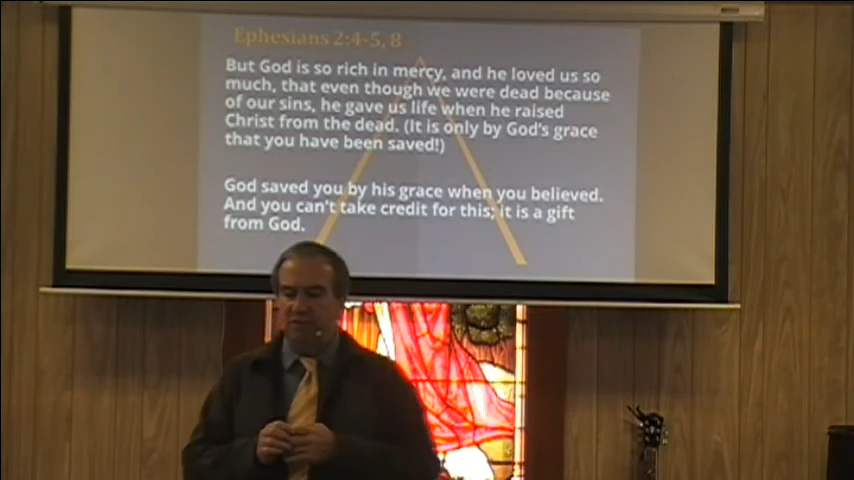 Ephesians 2:4-5, 8
But God is so rich in mercy, and he loved us so
much, that even though we were dead because
of our sins, he gave us life when he raised
Christ from the dead. (It is only by God's grace
that you have been saved!)
God saved you by his grace when you believed.
And you can't take credit for this; it is a gift
from God.